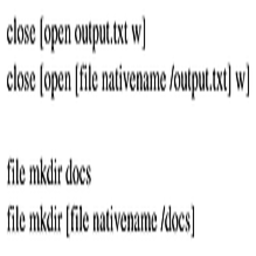 close [open output.txt w]
close [open [file nativename /output.txt] w]
file mkdir docs
file mkdir [file nativename /docs]